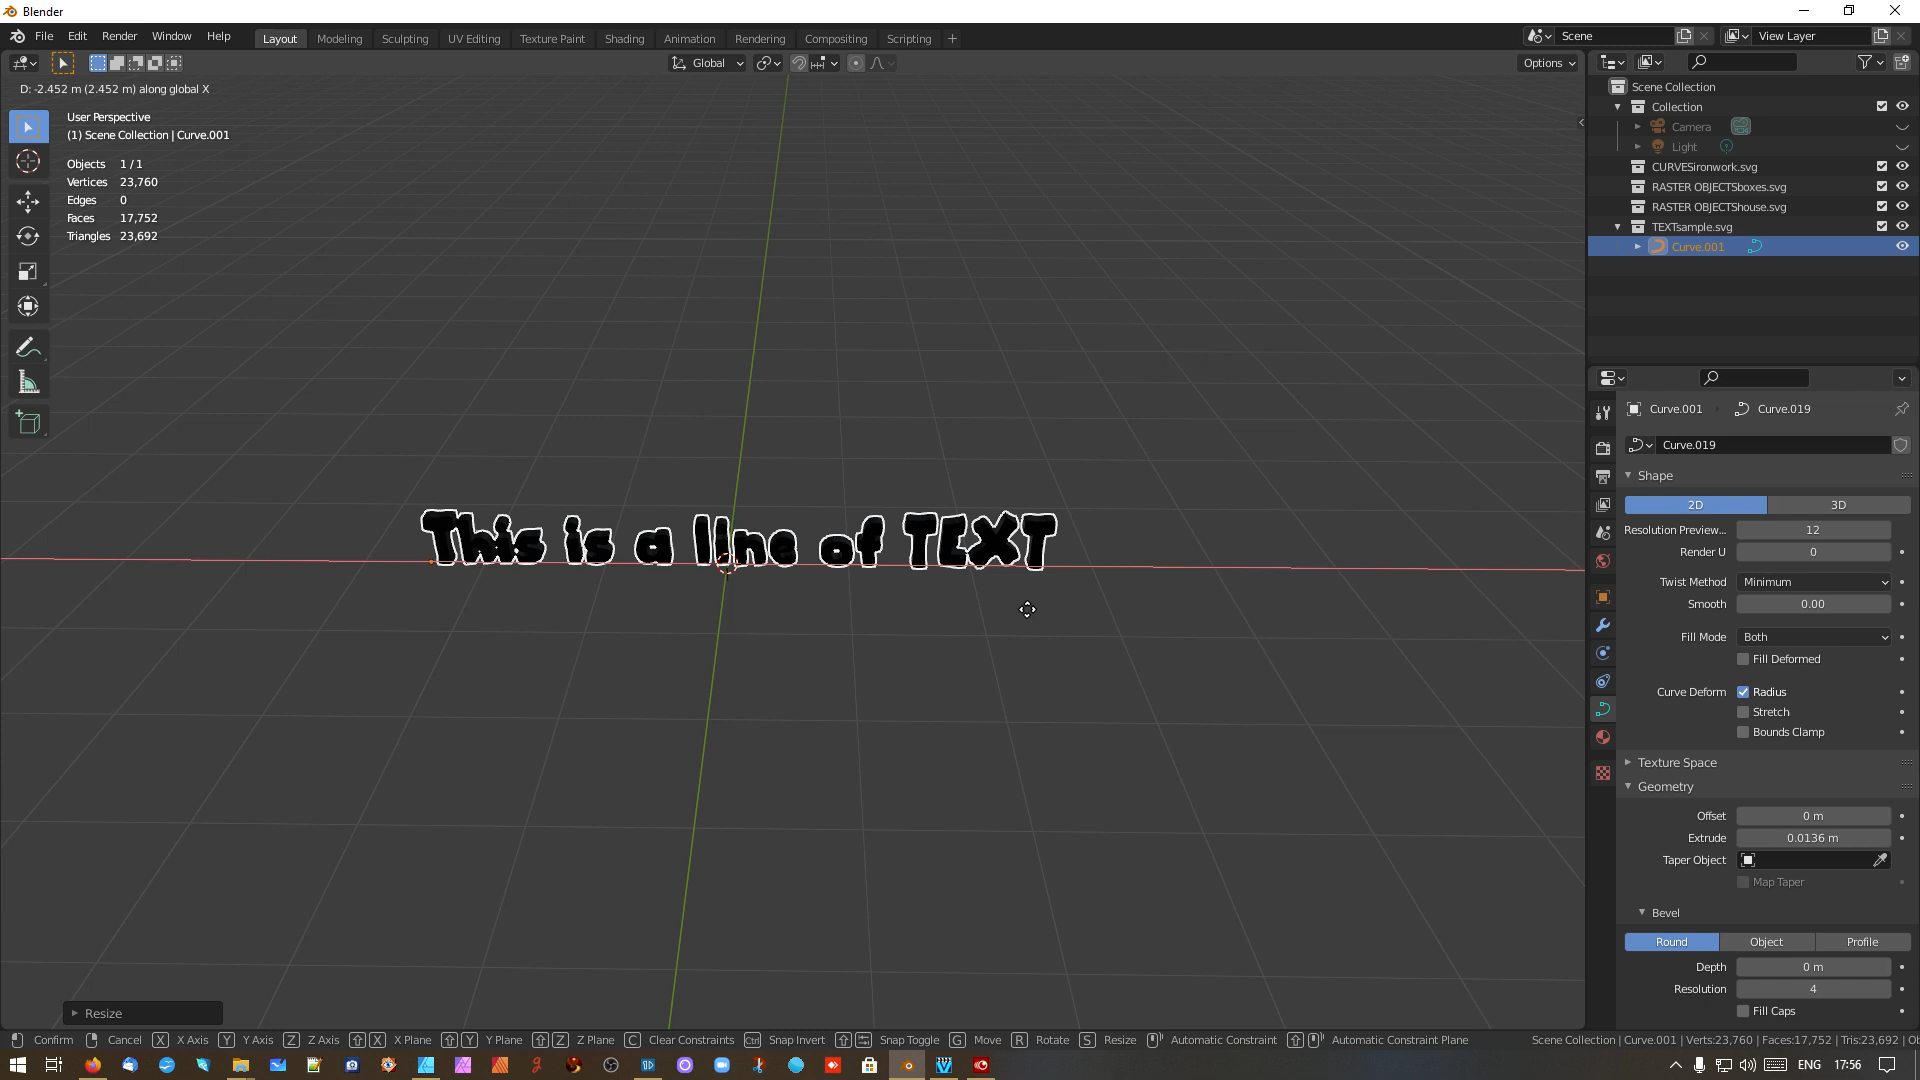 Blender
File Edit Render Window Help
Layout Modeling Sculpting UV Editing Texture Paint Shading Animation Rendering Compositing Scripting +
Scene
View Layer
Global
Options
D: -2.452 m (2.452 m) along global X
User Perspective
(1) Scene Collection | Curve.001
Objects 1 / 1
Vertices 23,760
Edges 0
Faces 17,752
Triangles 23,692
This is a line of TEXT
Resize
Scene Collection
Collection
Camera
Light
CURVESironwork.svg
RASTER OBJECTSboxes.svg
RASTER OBJECTShouse.svg
TEXTsample.svg
Curve.001
Curve.001 Curve.019
Curve.019
Shape
2D 3D
Resolution Preview... 12
Render U 0
Twist Method Minimum
Smooth 0.00
Fill Mode Both
Fill Deformed
Curve Deform Radius
Stretch
Bounds Clamp
Texture Space
Geometry
Offset 0 m
Extrude 0.0136 m
Taper Object
Map Taper
Bevel
Round Object Profile
Depth 0 m
Resolution 4
Fill Caps
Confirm Cancel X X Axis Y Y Axis Z Z Axis X X Plane Y Y Plane Z Z Plane C Clear Constraints Ctrl Snap Invert Snap Toggle G Move R Rotate S Resize Automatic Constraint Automatic Constraint Plane
Scene Collection | Curve.001 | Verts:23,760 | Faces:17,752 | Tris:23,692 | Ob
ENG 17:56